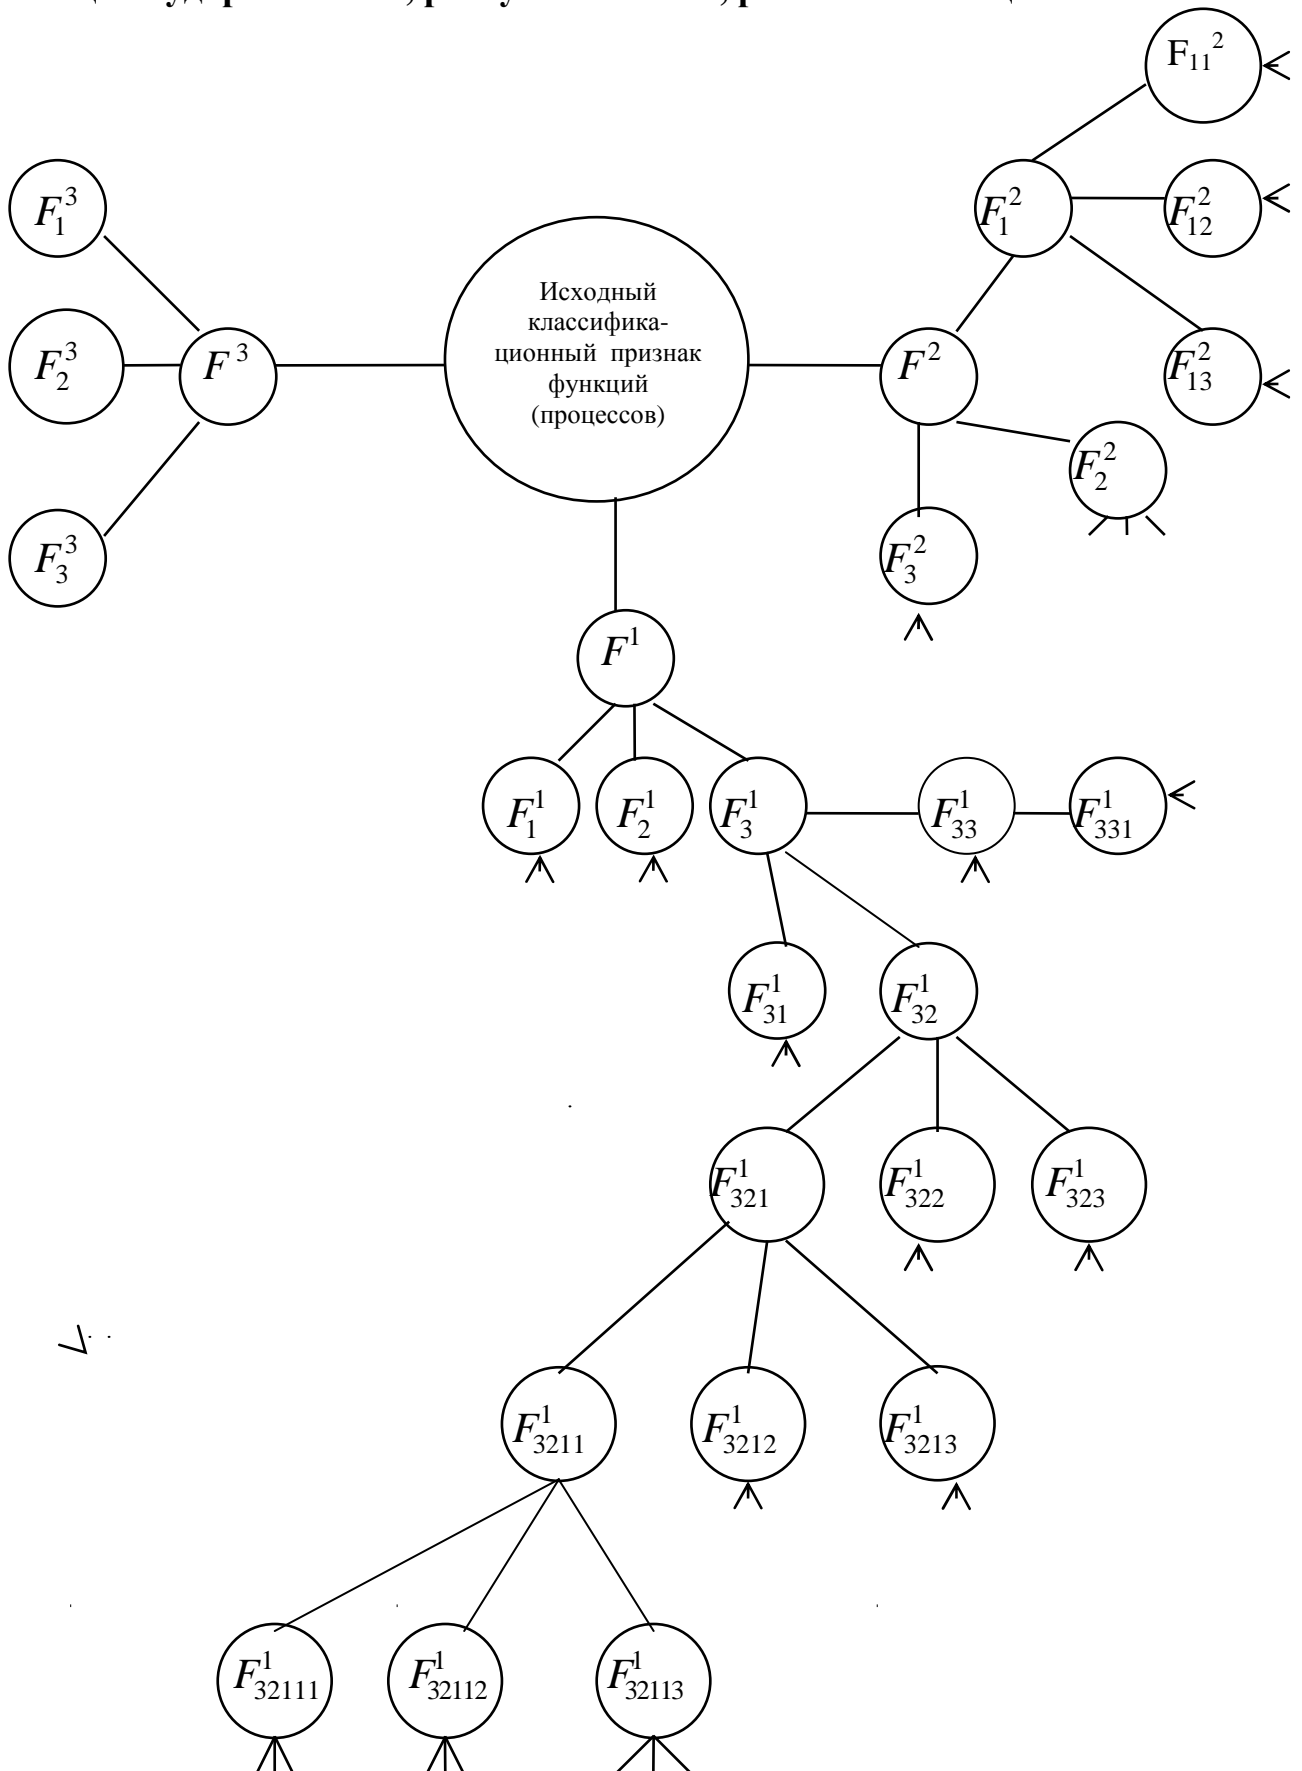 F₁₁²
F₁³
F₁²
F₁₂²
Исходный
классифика-
ционный признак
функций
(процессов)
F₂³
F³
F²
F₁₃²
F₂²
F₃³
F₃²
F¹
F₁¹
F₂¹
F₃¹
F₃₃¹
F₃₃₁¹
F₃₁¹
F₃₂¹
F₃₂₁¹
F₃₂₂¹
F₃₂₃¹
F₃₂₁₁¹
F₃₂₁₂¹
F₃₂₁₃¹
F₃₂₁₁₁¹
F₃₂₁₁₂¹
F₃₂₁₁₃¹